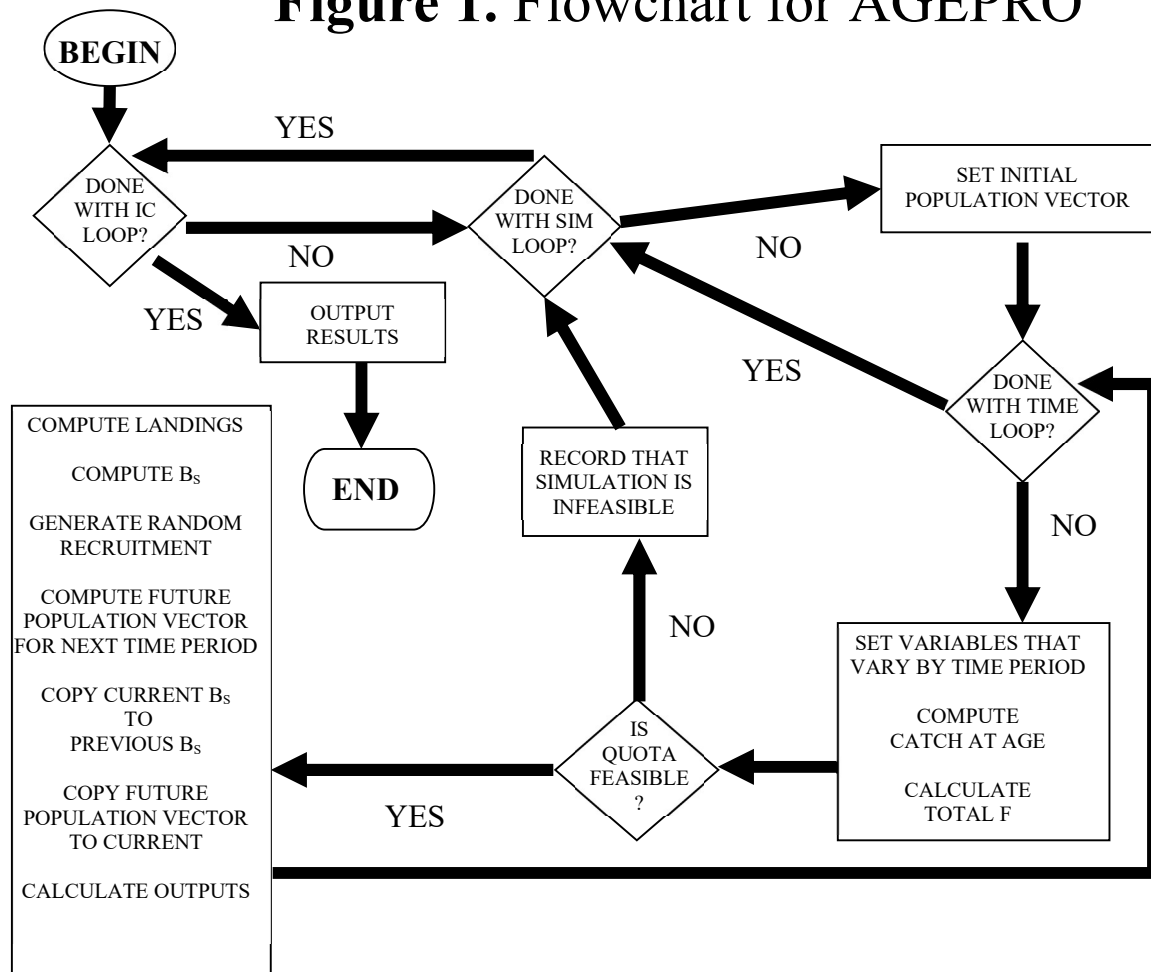 Figure 1. Flowchart for AGEPRO
BEGIN
YES
DONE
WITH IC
LOOP?
NO
DONE
WITH SIM
LOOP?
NO
SET INITIAL
POPULATION VECTOR
YES
OUTPUT
RESULTS
END
YES
DONE
WITH TIME
LOOP?
NO
RECORD THAT
SIMULATION IS
INFEASIBLE
NO
SET VARIABLES THAT
VARY BY TIME PERIOD
COMPUTE
CATCH AT AGE
CALCULATE
TOTAL F
IS
QUOTA
FEASIBLE
?
YES
COMPUTE LANDINGS
COMPUTE BS
GENERATE RANDOM
RECRUITMENT
COMPUTE FUTURE
POPULATION VECTOR
FOR NEXT TIME PERIOD
COPY CURRENT BS
TO
PREVIOUS BS
COPY FUTURE
POPULATION VECTOR
TO CURRENT
CALCULATE OUTPUTS